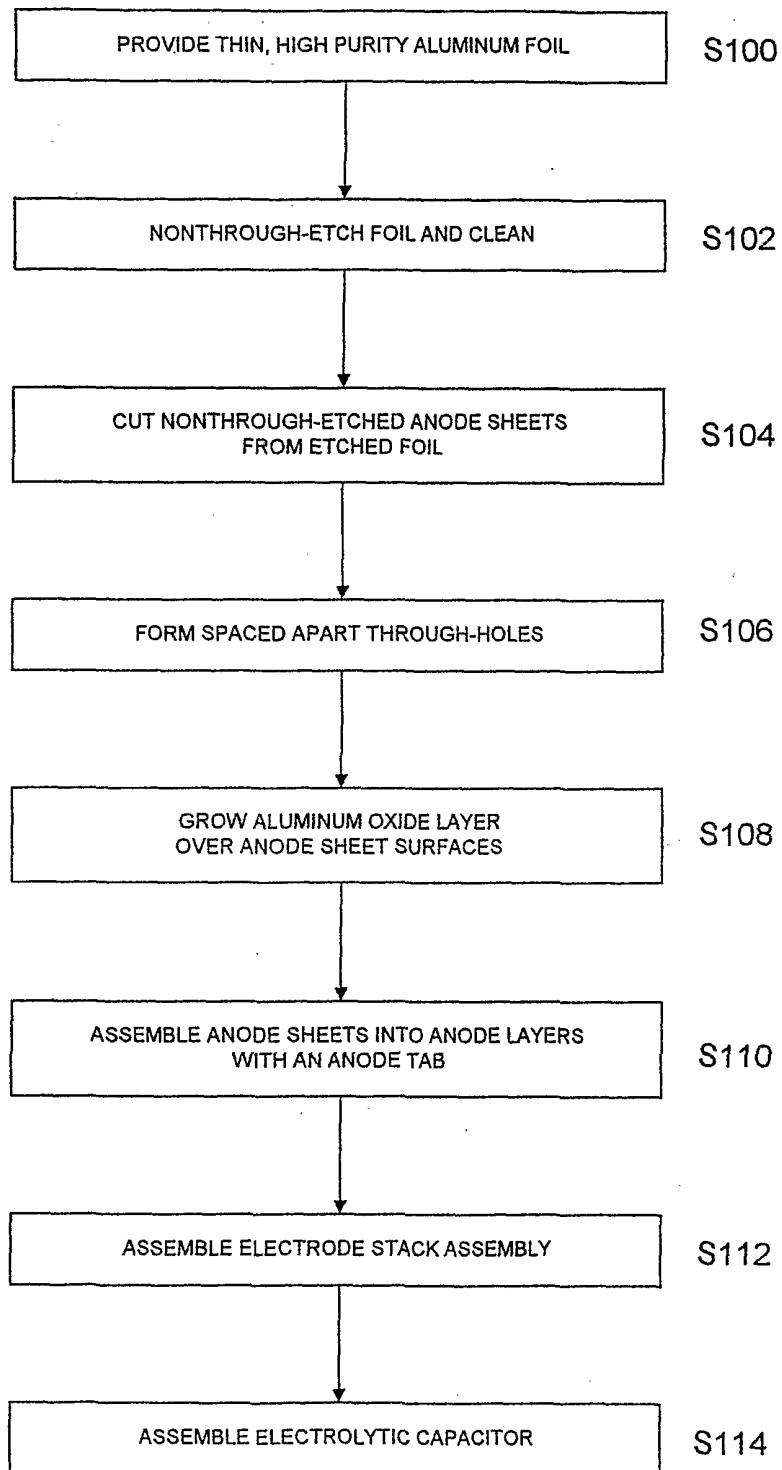 PROVIDE THIN, HIGH PURITY ALUMINUM FOIL
S100
NONTHROUGH-ETCH FOIL AND CLEAN
S102
CUT NONTHROUGH-ETCHED ANODE SHEETS
FROM ETCHED FOIL
S104
FORM SPACED APART THROUGH-HOLES
S106
GROW ALUMINUM OXIDE LAYER
OVER ANODE SHEET SURFACES
S108
ASSEMBLE ANODE SHEETS INTO ANODE LAYERS
WITH AN ANODE TAB
S110
ASSEMBLE ELECTRODE STACK ASSEMBLY
S112
ASSEMBLE ELECTROLYTIC CAPACITOR
S114